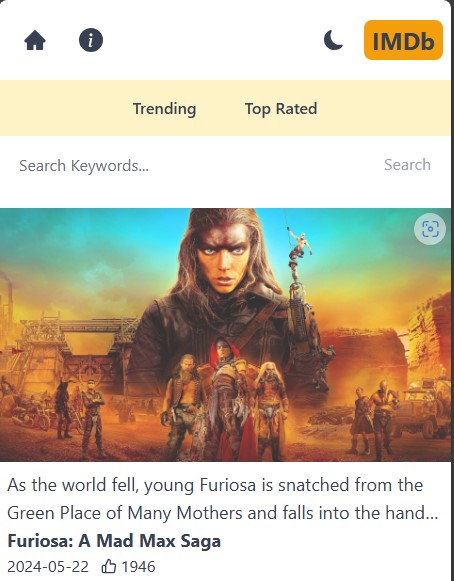 IMDb
Trending Top Rated
Search Keywords... Search
As the world fell, young Furiosa is snatched from the
Green Place of Many Mothers and falls into the hand...
Furiosa: A Mad Max Saga
2024-05-22 1946